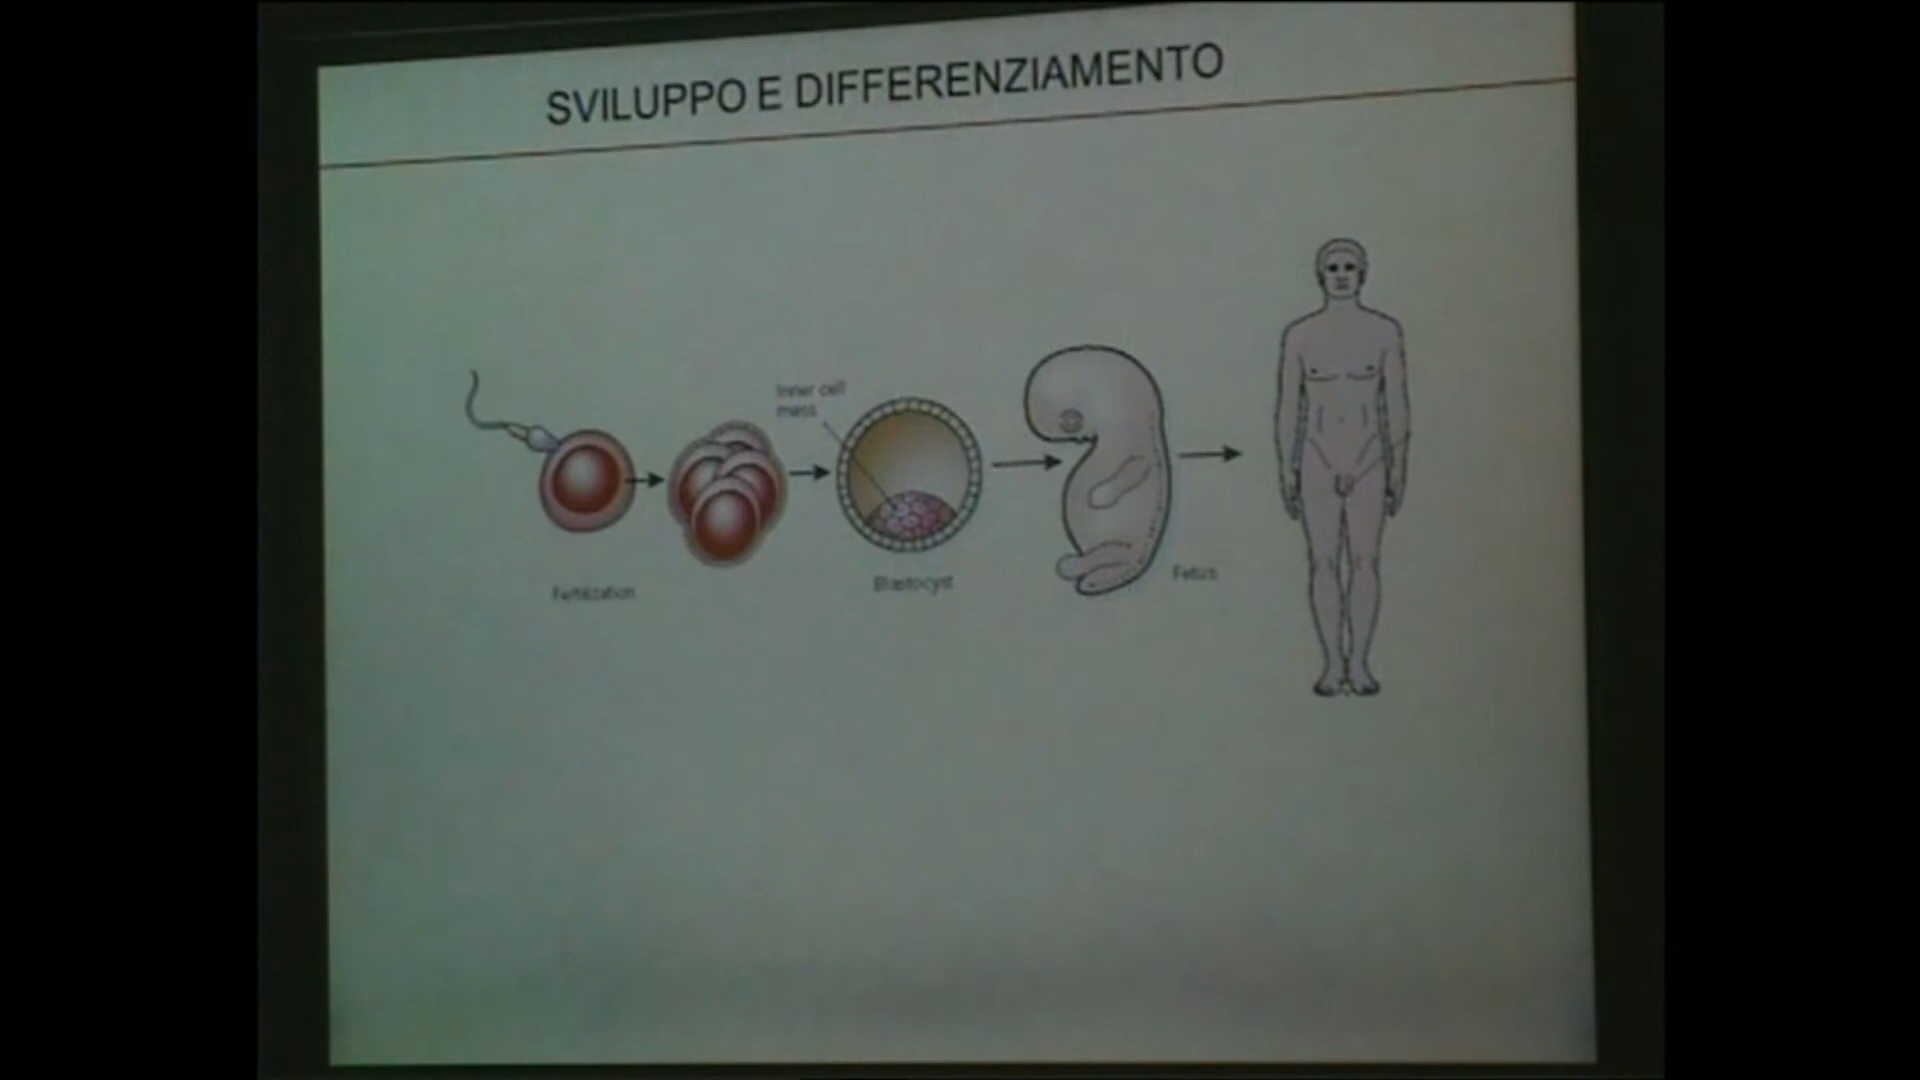 SVILUPPO E DIFFERENZIAMENTO
Inner cell
mass
Fertilization
Blastocyst
Fetus